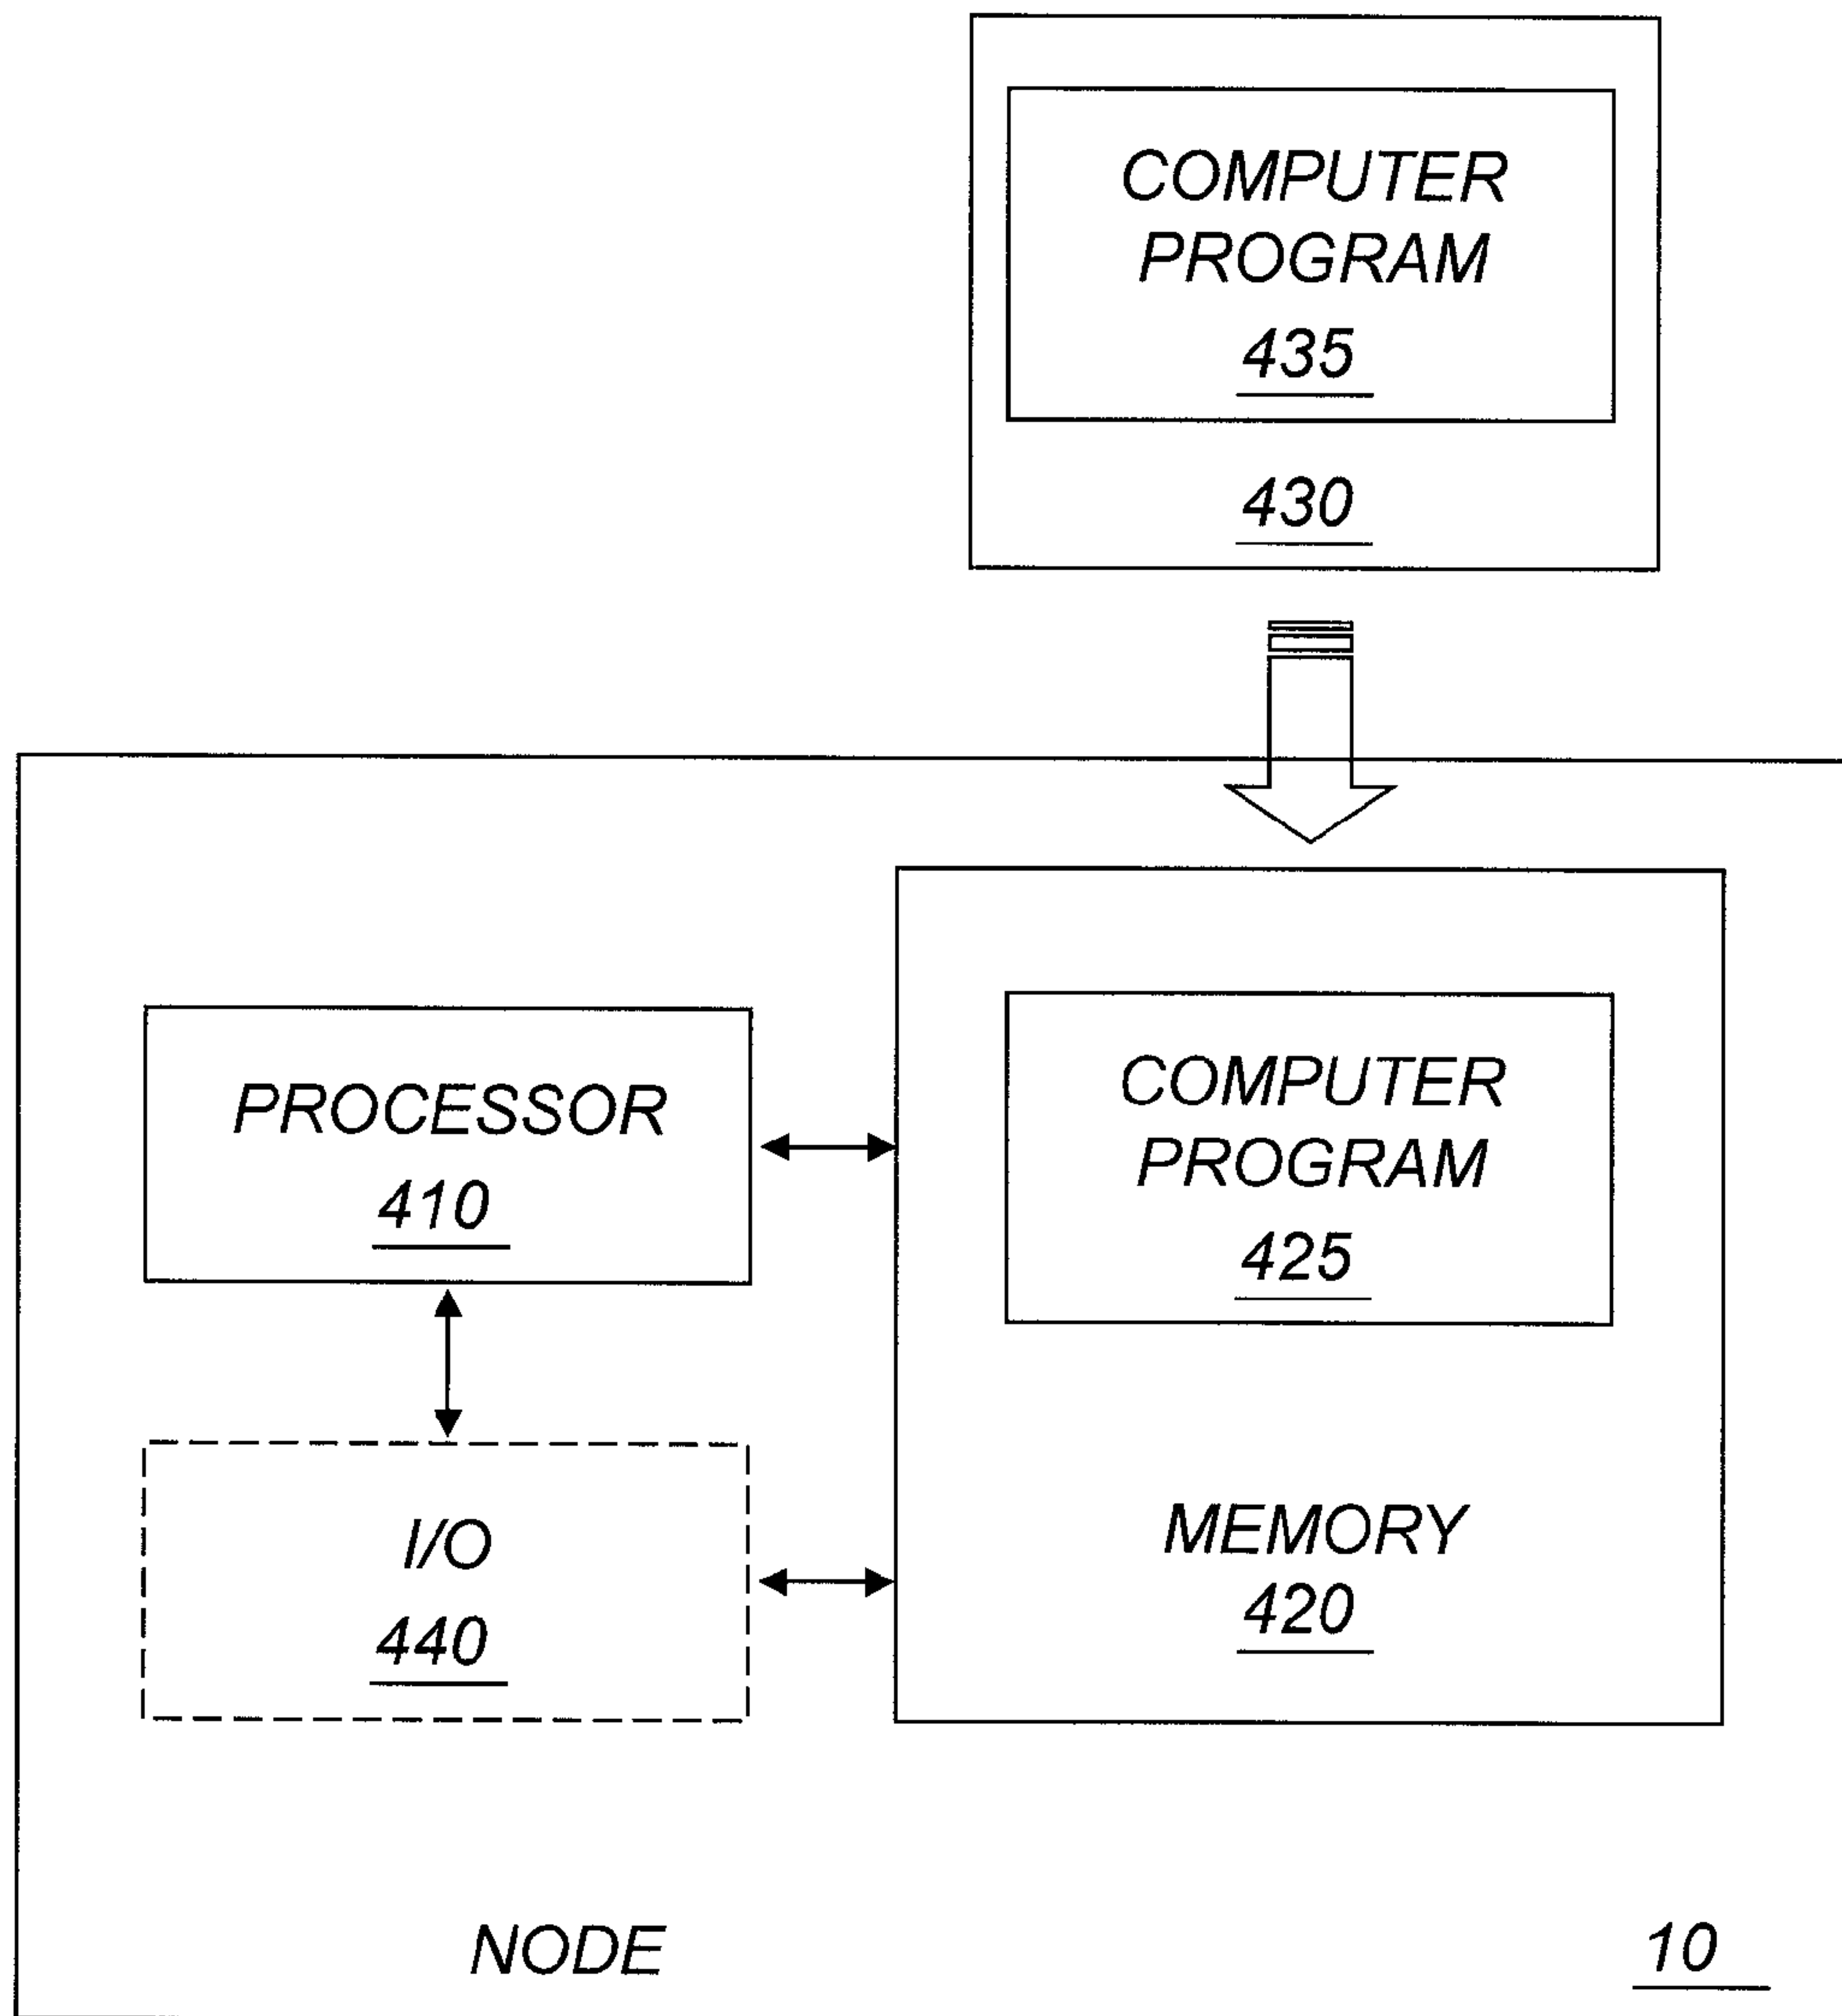 COMPUTER
PROGRAM
435
430
PROCESSOR
410
COMPUTER
PROGRAM
425
I/O
440
MEMORY
420
NODE
10